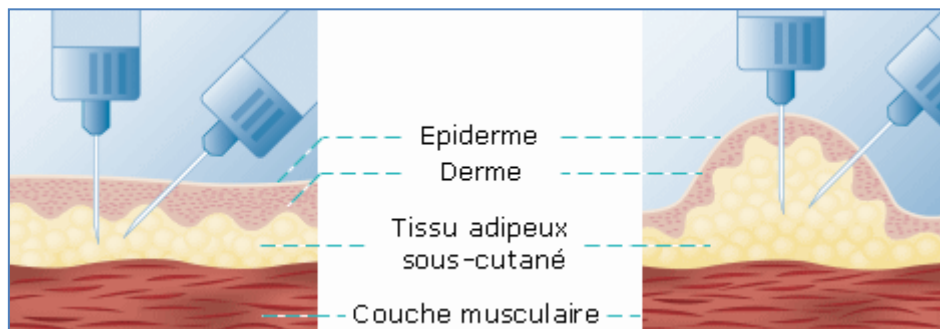 Epiderme
Derme
Tissu adipeux
sous-cutané
Couche musculaire